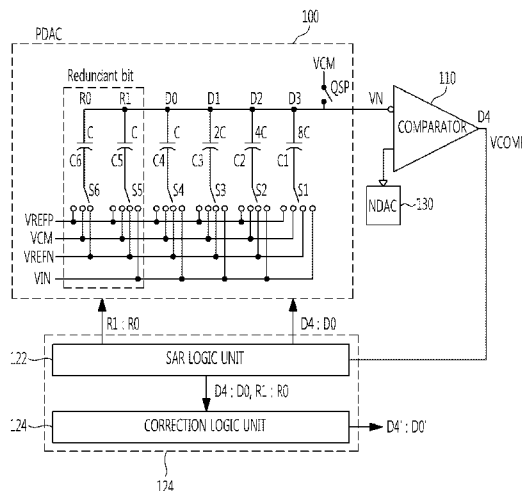 100
PDAC
Redundant bit
VCM
QSP
R0 R1 D0 D1 D2 D3
VN
110
COMPARATOR
D4
VCOMP
C C C 2C 4C 8C
C6 C5 C4 C3 C2 C1
S6 S5 S4 S3 S2 S1
NDAC
130
VREFP
VCM
VREFN
VIN
R1 : R0
D4 : D0
122
SAR LOGIC UNIT
D4 : D0, R1 : R0
124
CORRECTION LOGIC UNIT
D4' : D0'
124